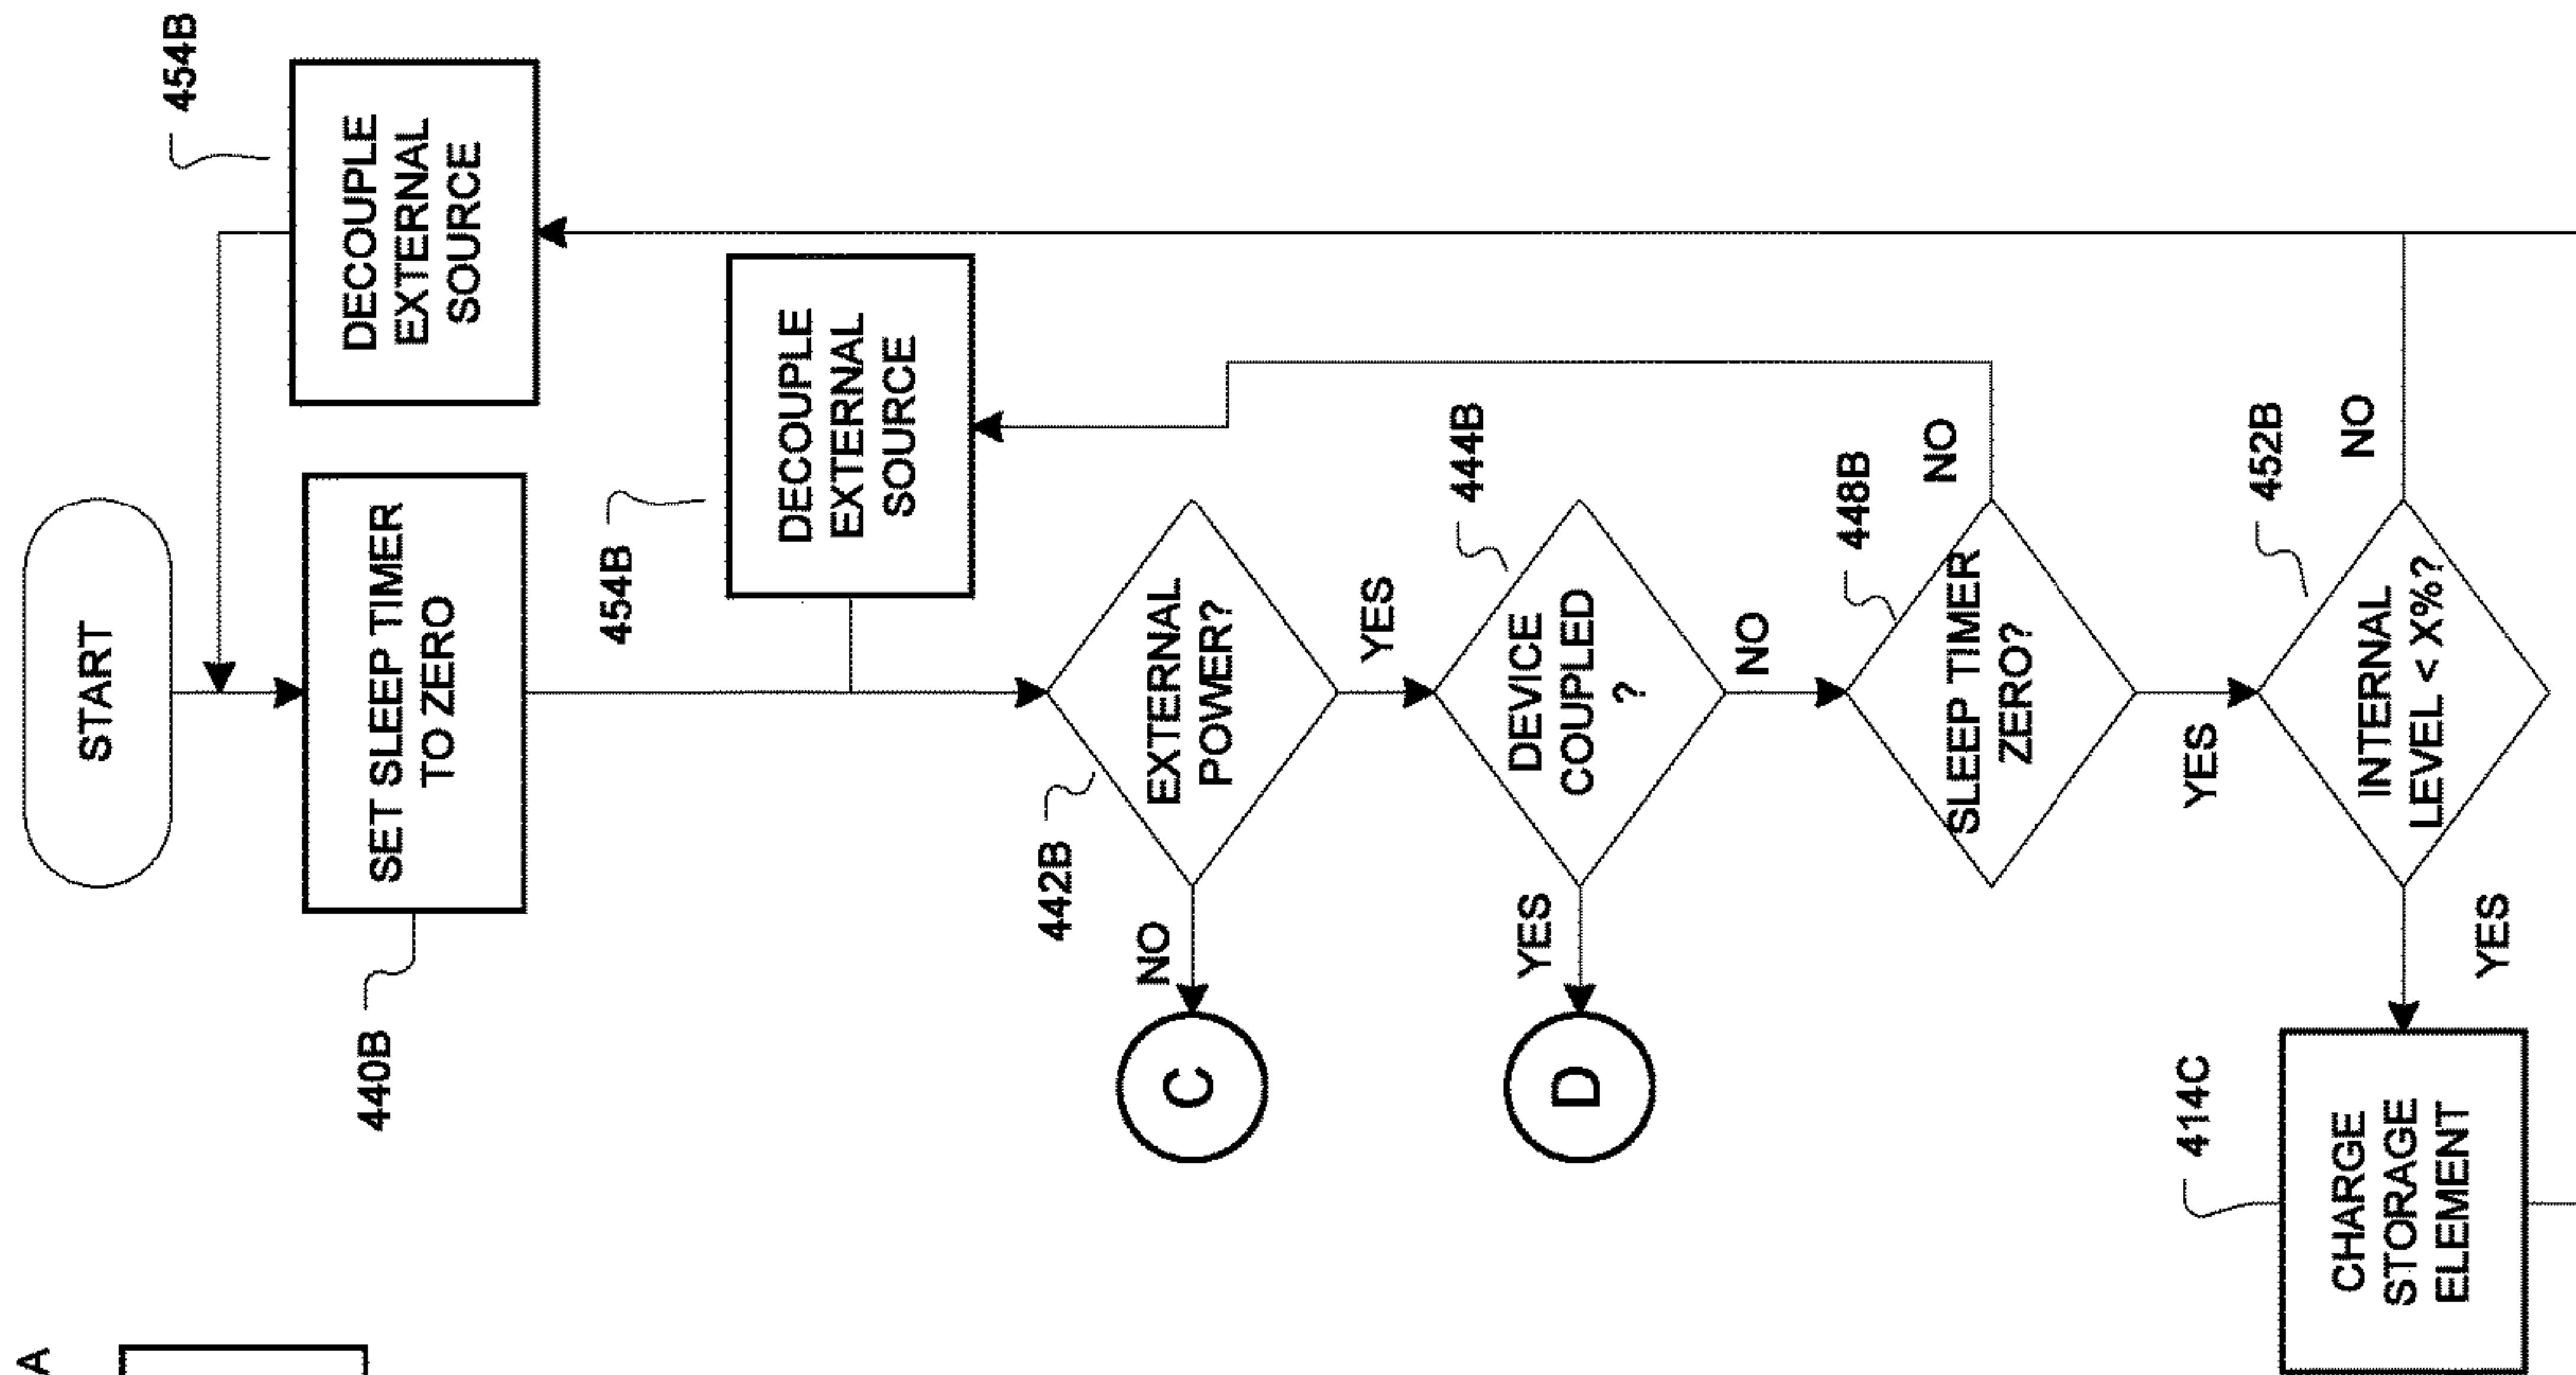 START
SET SLEEP TIMER
TO ZERO
440B
DECOUPLE
EXTERNAL
SOURCE
454B
DECOUPLE
EXTERNAL
SOURCE
454B
EXTERNAL
POWER?
442B
NO
C
YES
DEVICE
COUPLED
?
444B
YES
D
NO
SLEEP TIMER
ZERO?
448B
NO
YES
INTERNAL
LEVEL < X%?
452B
NO
YES
CHARGE
STORAGE
ELEMENT
414C
A